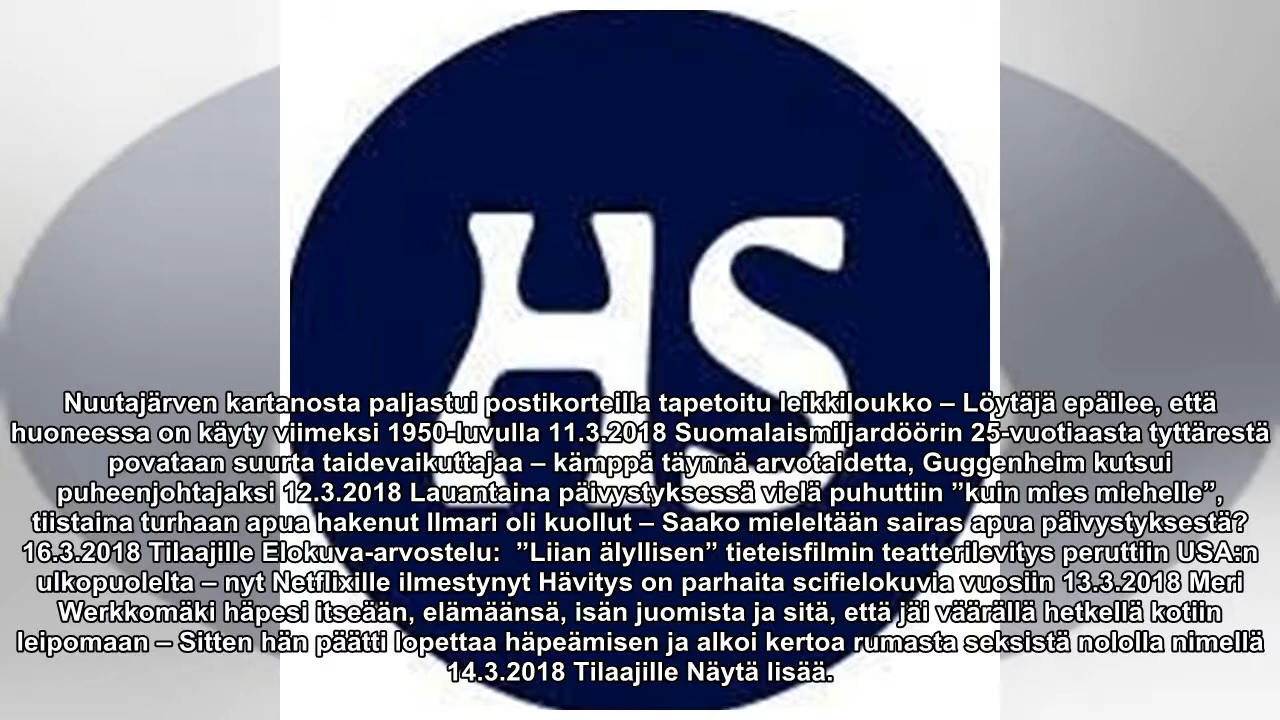 HS
Nuutajärven kartanosta paljastui postikorteilla tapetoitu leikkiloukko – Löytäjä epäilee, että
huoneessa on käyty viimeksi 1950-luvulla 11.3.2018 Suomalaismiljardöörin 25-vuotiaasta tyttärestä
povataan suurta taidevaikuttajaa – kämppä täynnä arvotaidetta, Guggenheim kutsui
puheenjohtajaksi 12.3.2018 Lauantaina päivystyksessä vielä puhuttiin ”kuin mies miehelle”,
tiistaina turhaan apua hakenut Ilmari oli kuollut – Saako mieleltään sairas apua päivystyksestä?
16.3.2018 Tilaajille Elokuva-arvostelu:  ”Liian älyllisen” tieteisfilmin teatterilevitys peruttiin USA:n
ulkopuolelta – nyt Netflixille ilmestynyt Hävitys on parhaita scifielokuvia vuosiin 13.3.2018 Meri
Werkkomäki häpesi itseään, elämäänsä, isän juomista ja sitä, että jäi väärällä hetkellä kotiin
leipomaan – Sitten hän päätti lopettaa häpeämisen ja alkoi kertoa rumasta seksistä nololla nimellä
14.3.2018 Tilaajille Näytä lisää.